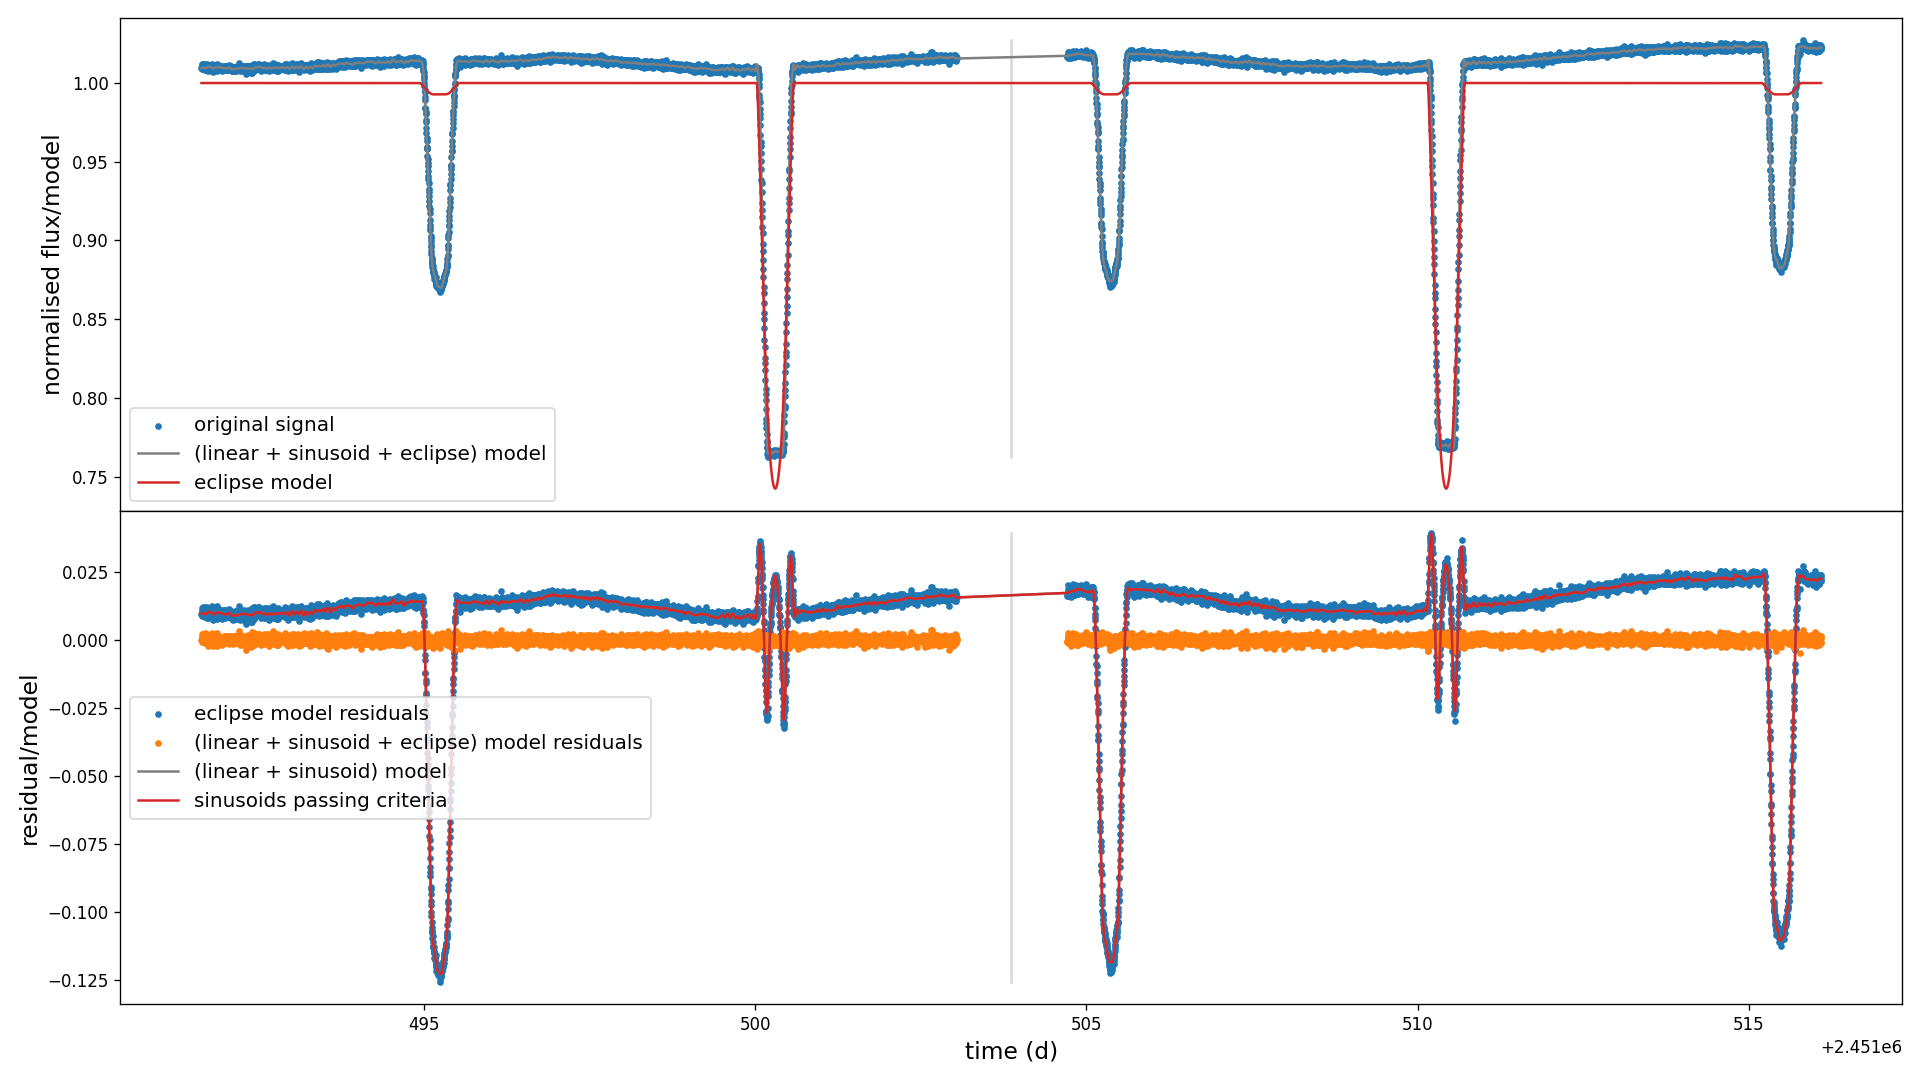 normalised flux/model
1.00
0.95
0.90
0.85
0.80
0.75
original signal
(linear + sinusoid + eclipse) model
eclipse model
residual/model
0.025
0.000
−0.025
−0.050
−0.075
−0.100
−0.125
eclipse model residuals
(linear + sinusoid + eclipse) model residuals
(linear + sinusoid) model
sinusoids passing criteria
495
500
505
510
515
time (d)
+2.451e6